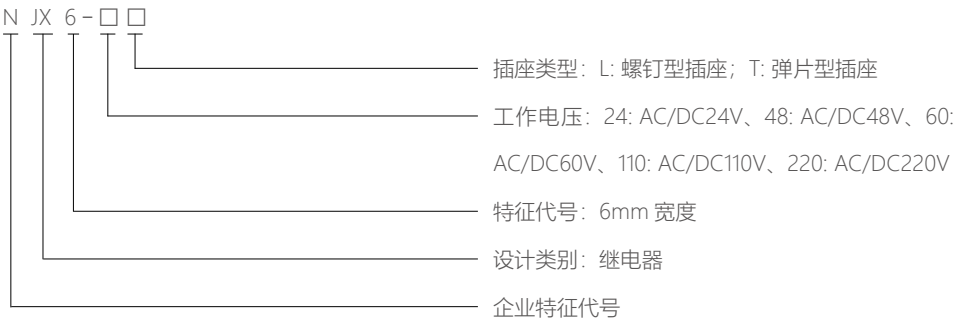 N JX 6-□□
插座类型：L: 螺钉型插座；T: 弹片型插座
工作电压：24: AC/DC24V、48: AC/DC48V、60:
AC/DC60V、110: AC/DC110V、220: AC/DC220V
特征代号：6mm 宽度
设计类别：继电器
企业特征代号